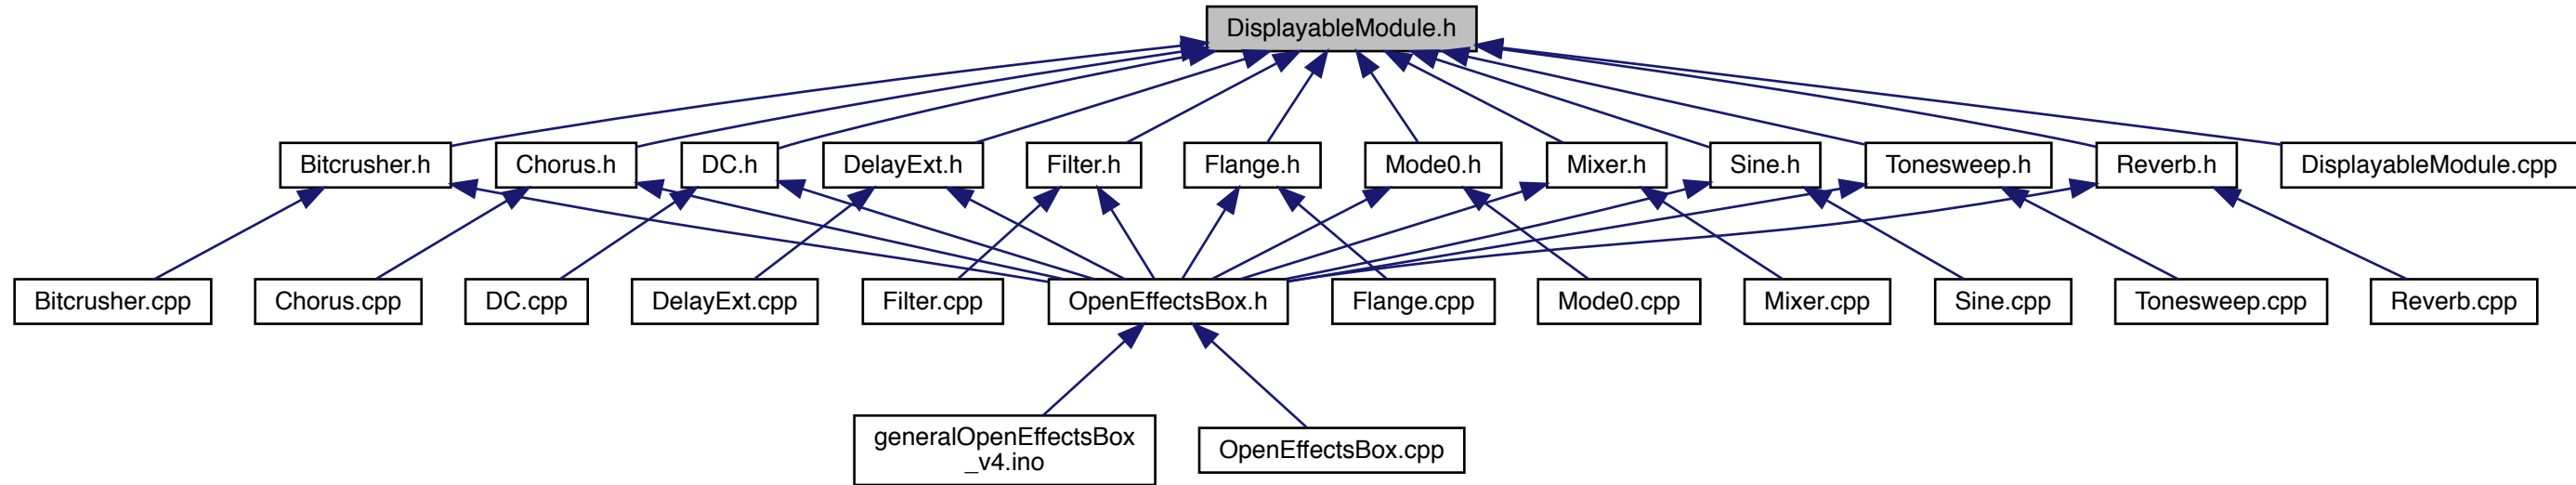 DisplayableModule.h
Bitcrusher.h
Chorus.h
DC.h
DelayExt.h
Filter.h
Flange.h
Mode0.h
Mixer.h
Sine.h
Tonesweep.h
Reverb.h
DisplayableModule.cpp
Bitcrusher.cpp
Chorus.cpp
DC.cpp
DelayExt.cpp
Filter.cpp
OpenEffectsBox.h
Flange.cpp
Mode0.cpp
Mixer.cpp
Sine.cpp
Tonesweep.cpp
Reverb.cpp
generalOpenEffectsBox
_v4.ino
OpenEffectsBox.cpp